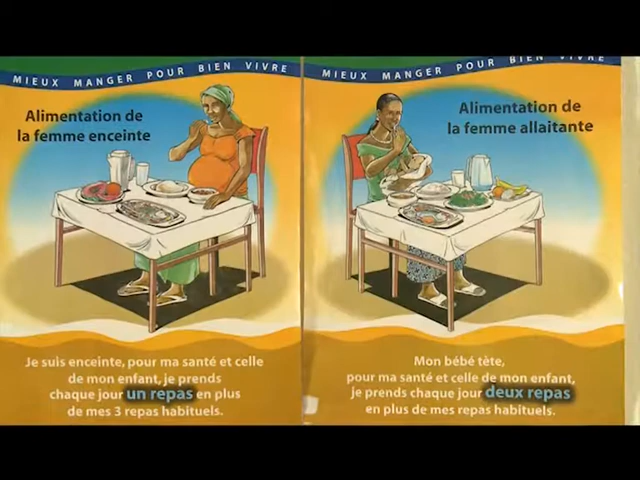 MIEUX MANGER POUR BIEN VIVRE
Alimentation de
la femme enceinte
Je suis enceinte, pour ma santé et celle
de mon enfant, je prends
chaque jour un repas en plus
de mes 3 repas habituels.
MIEUX MANGER POUR BIEN VIVRE
Alimentation de
la femme allaitante
Mon bébé tète,
pour ma santé et celle de mon enfant,
je prends chaque jour deux repas
en plus de mes repas habituels.